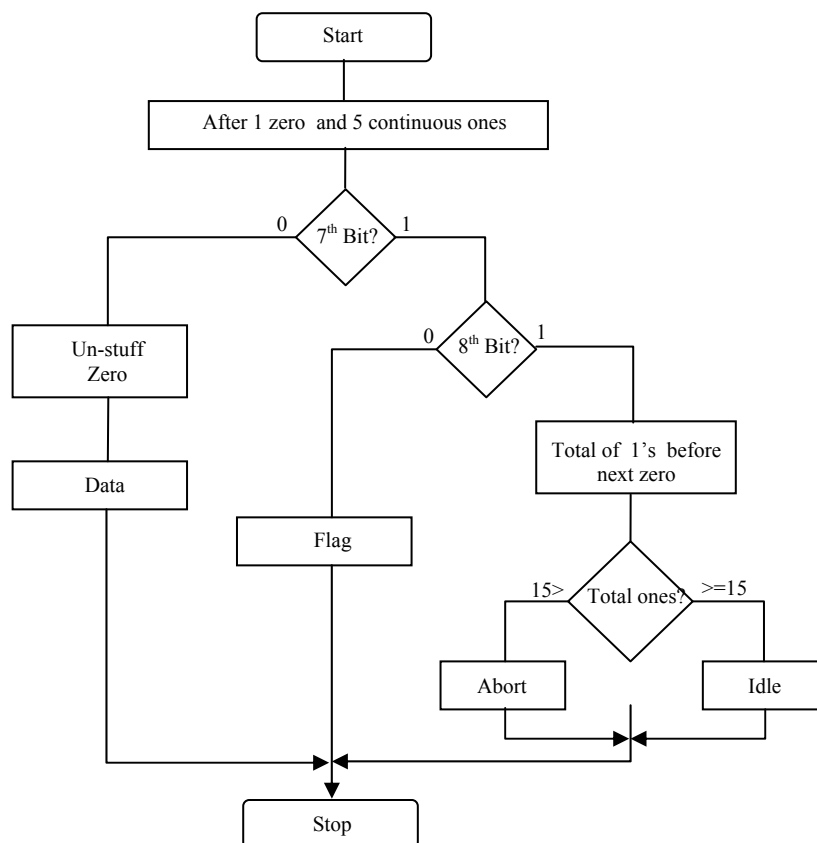 Start
After 1 zero and 5 continuous ones
0
7th Bit?
1
Un-stuff
Zero
0
8th Bit?
1
Total of 1's before
next zero
Data
Flag
15>
Total ones?
>=15
Abort
Idle
Stop